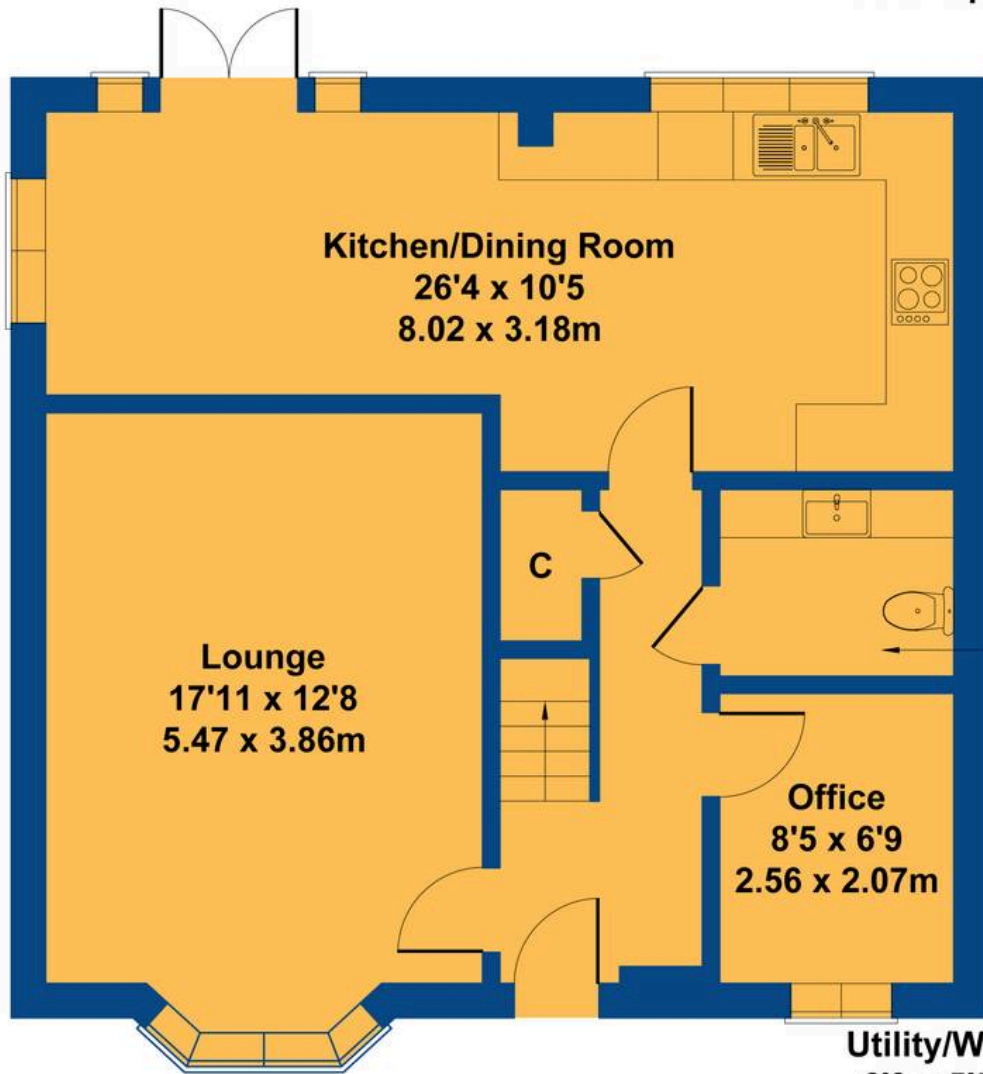 Kitchen/Dining Room
26'4 x 10'5
8.02 x 3.18m
C
Lounge
17'11 x 12'8
5.47 x 3.86m
Office
8'5 x 6'9
2.56 x 2.07m
Utility/W